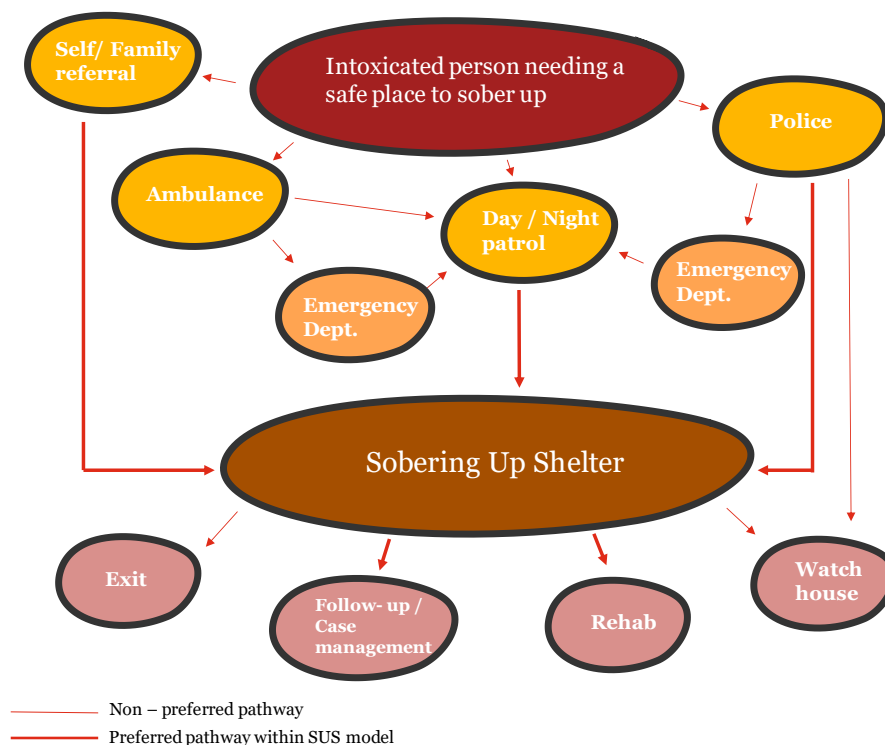 Self/ Family
referral
Intoxicated person needing a
safe place to sober up
Police
Ambulance
Day / Night
patrol
Emergency
Dept.
Emergency
Dept.
Sobering Up Shelter
Exit
Follow- up /
Case
management
Rehab
Watch
house
Non – preferred pathway
Preferred pathway within SUS model